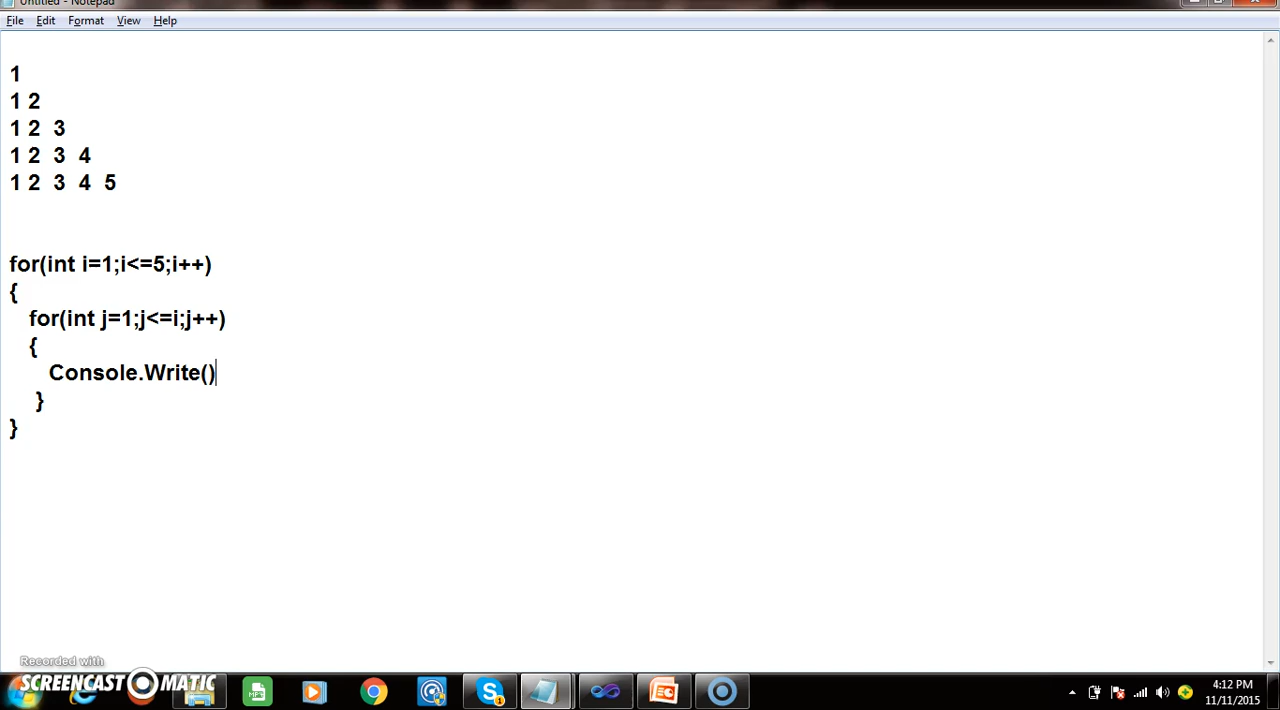 Untitled - Notepad
File Edit Format View Help
1
1 2
1 2 3
1 2 3 4
1 2 3 4 5
for(int i=1;i<=5;i++)
{
for(int j=1;j<=i;j++)
{
Console.Write()
}
}
Recorded with
SCREENCAST MATIC
MP3
1
4:12 PM
11/11/2015